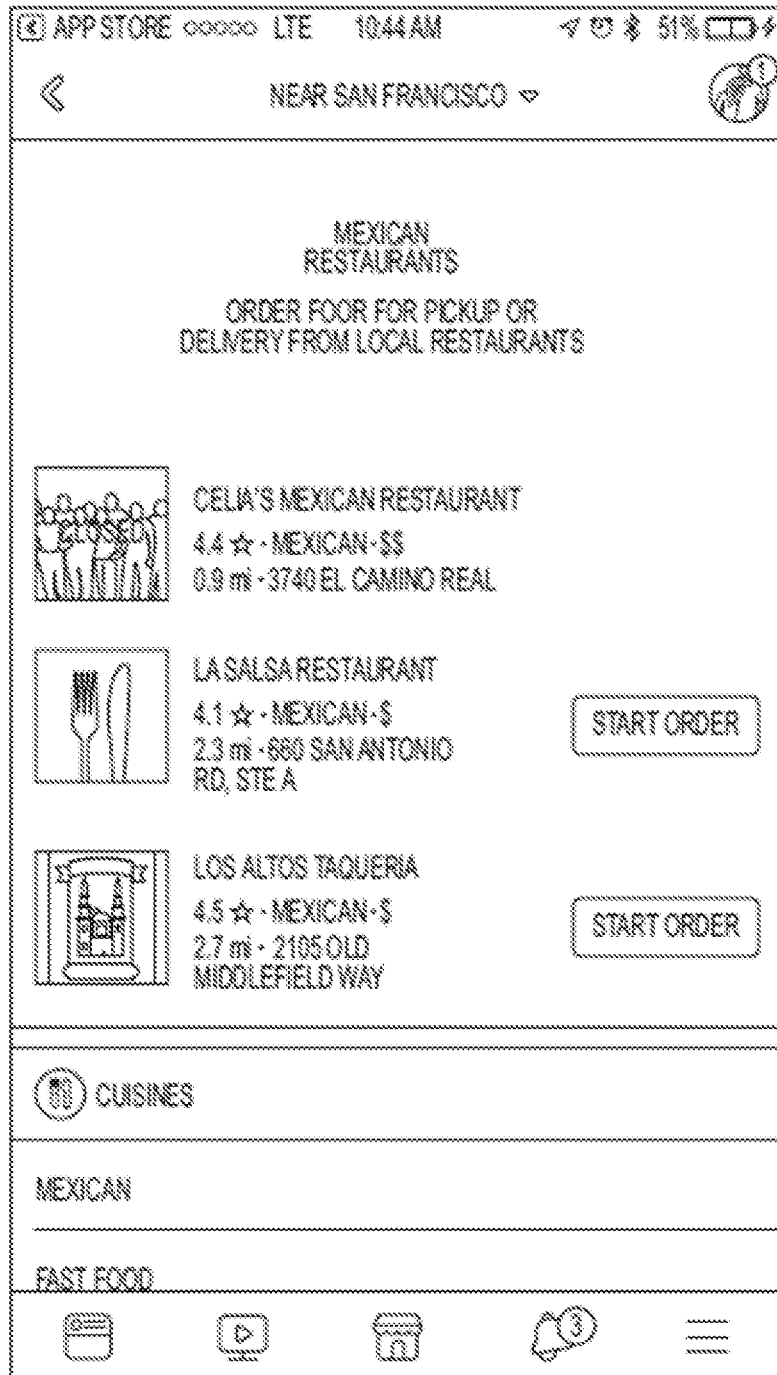 APP STORE ooooo LTE 10:44 AM 51%
NEAR SAN FRANCISCO
1
MEXICAN
RESTAURANTS
ORDER FOOR FOR PICKUP OR
DELIVERY FROM LOCAL RESTAURANTS
CELIA'S MEXICAN RESTAURANT
4.4 ☆ · MEXICAN · $$
0.9 mi · 3740 EL CAMINO REAL
LA SALSA RESTAURANT
4.1 ☆ · MEXICAN · $
2.3 mi · 660 SAN ANTONIO
RD, STE A
START ORDER
LOS ALTOS TAQUERIA
4.5 ☆ · MEXICAN · $
2.7 mi · 2105 OLD
MIDDLEFIELD WAY
START ORDER
CUISINES
MEXICAN
FAST FOOD
3